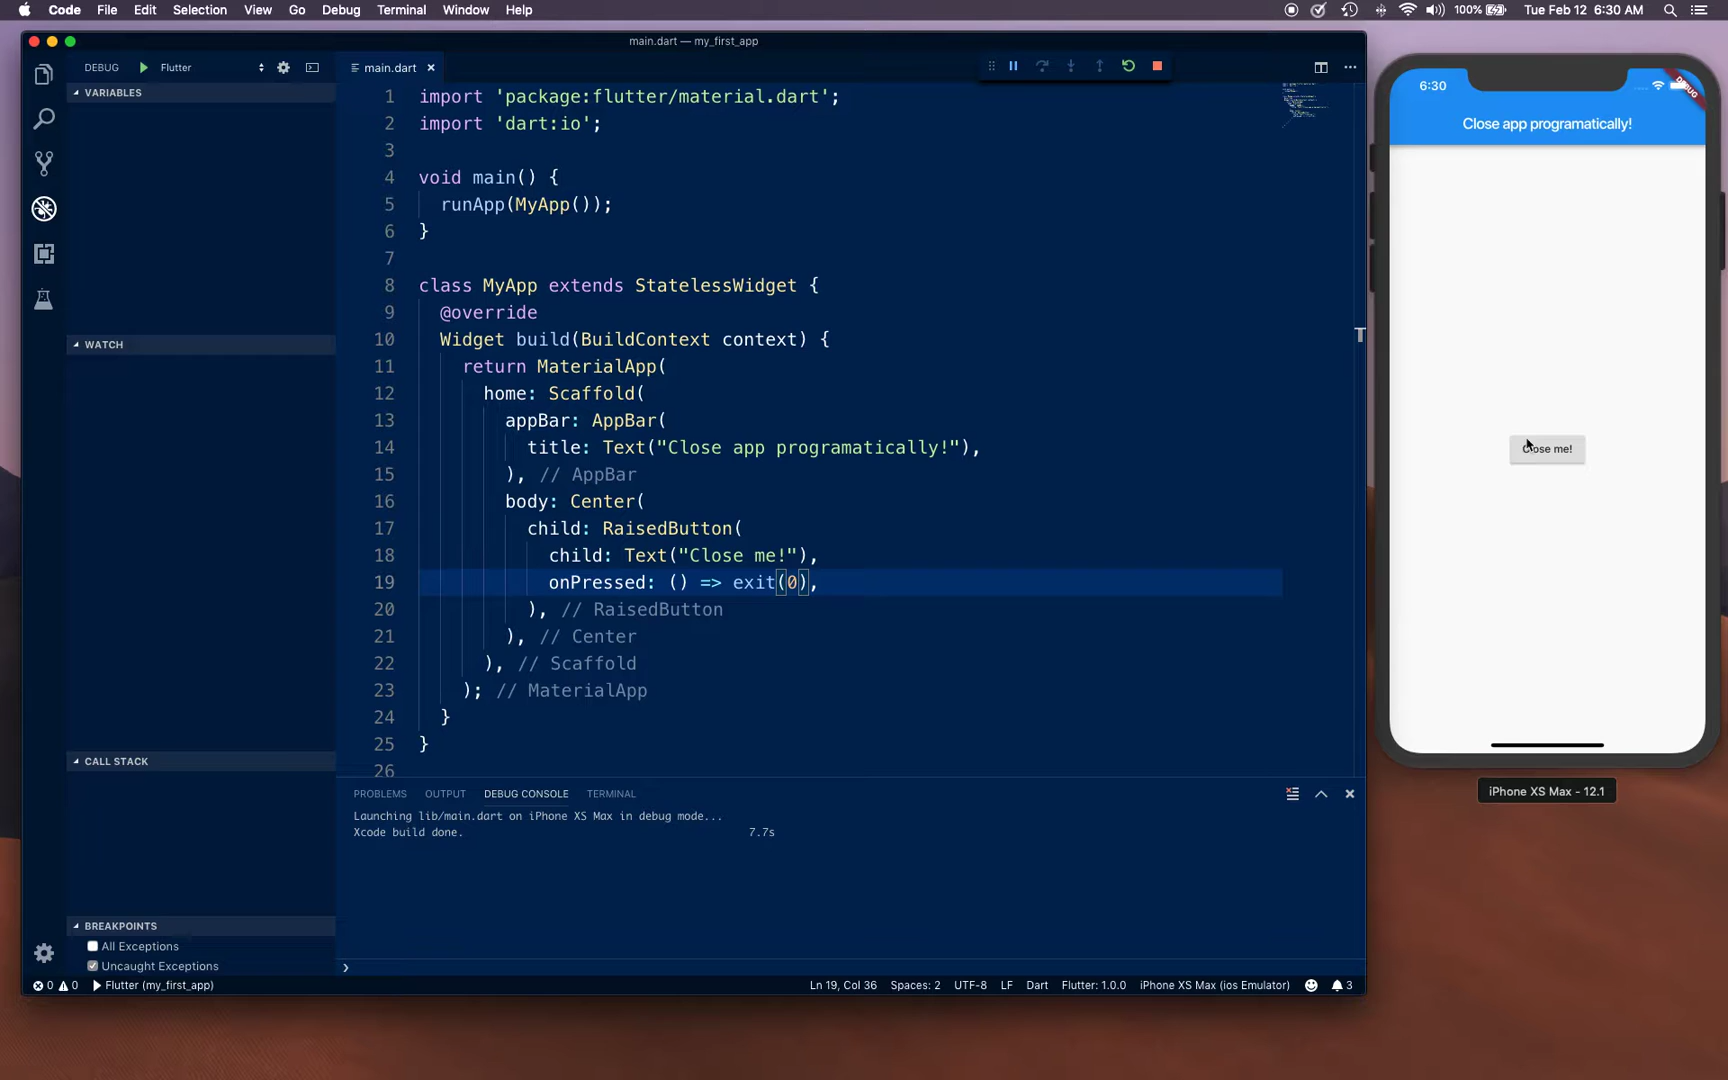 Code File Edit Selection View Go Debug Terminal Window Help 100% Tue Feb 12 6:30 AM
main.dart — my_first_app
DEBUG Flutter main.dart
VARIABLES
WATCH
CALL STACK
BREAKPOINTS
All Exceptions
Uncaught Exceptions
1 import 'package:flutter/material.dart';
2 import 'dart:io';
3
4 void main() {
5 runApp(MyApp());
6 }
7
8 class MyApp extends StatelessWidget {
9 @override
10 Widget build(BuildContext context) {
11 return MaterialApp(
12 home: Scaffold(
13 appBar: AppBar(
14 title: Text("Close app programatically!"),
15 ), // AppBar
16 body: Center(
17 child: RaisedButton(
18 child: Text("Close me!"),
19 onPressed: () => exit(0),
20 ), // RaisedButton
21 ), // Center
22 ), // Scaffold
23 ); // MaterialApp
24 }
25 }
26
PROBLEMS OUTPUT DEBUG CONSOLE TERMINAL
Launching lib/main.dart on iPhone XS Max in debug mode...
Xcode build done. 7.7s
0 0 Flutter (my_first_app) Ln 19, Col 36 Spaces: 2 UTF-8 LF Dart Flutter: 1.0.0 iPhone XS Max (ios Emulator) 3
6:30
DEBUG
Close app programatically!
Close me!
iPhone XS Max - 12.1